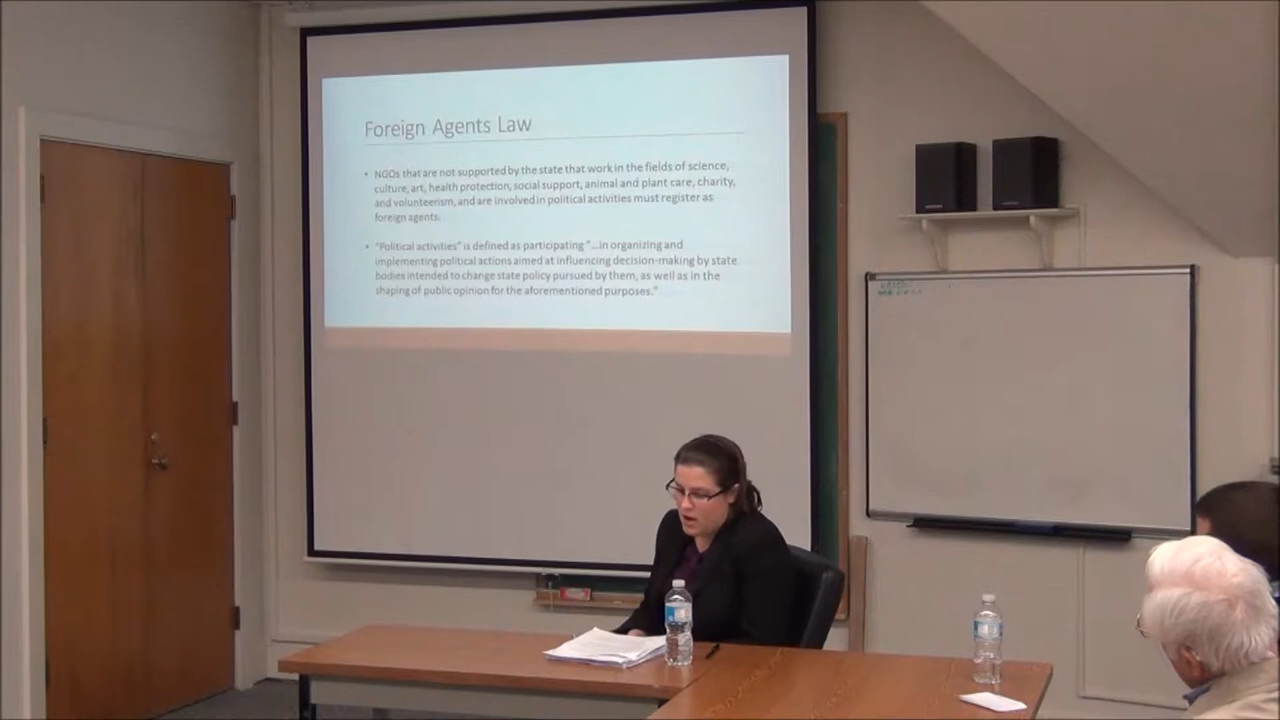 Foreign Agents Law
• NGOs that are not supported by the state that work in the fields of science,
culture, art, health protection, social support, animal and plant care, charity,
and volunteerism, and are involved in political activities must register as
foreign agents.
• "Political activities" is defined as participating "...in organizing and
implementing political actions aimed at influencing decision-making by state
bodies intended to change state policy pursued by them, as well as in the
shaping of public opinion for the aforementioned purposes."